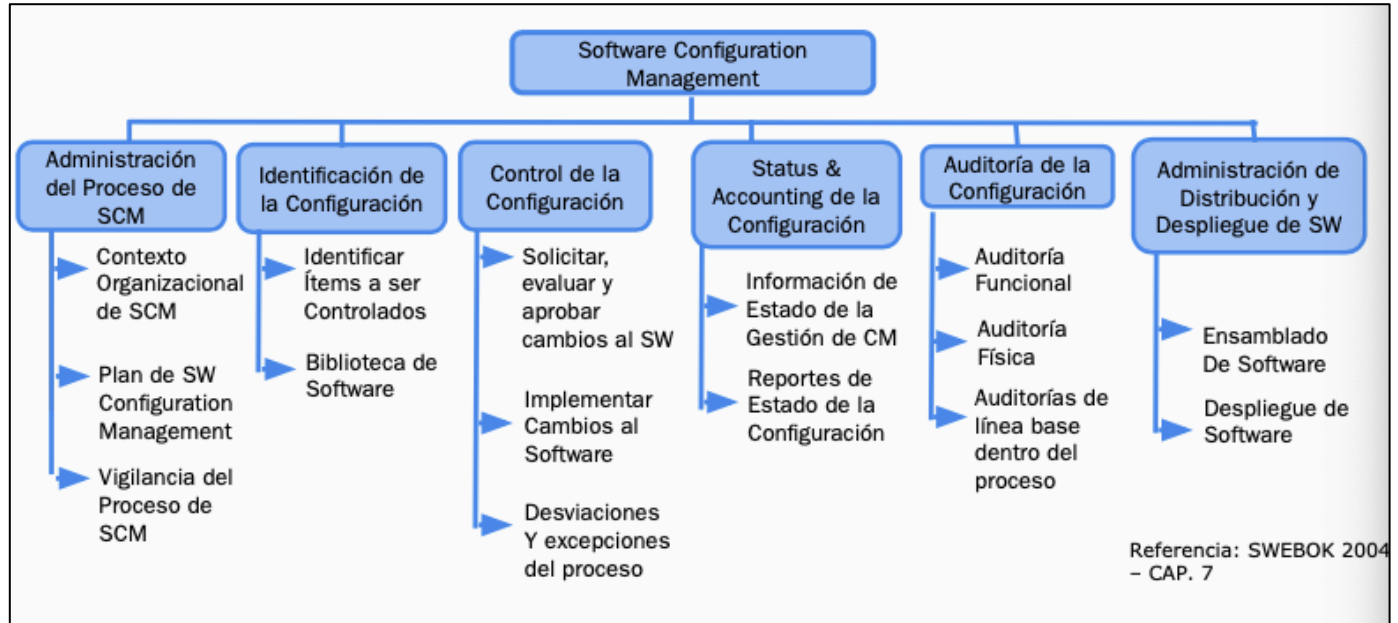 Software Configuration
Management
Administración
del Proceso de
SCM
Contexto
Organizacional
de SCM
Plan de SW
Configuration
Management
Vigilancia del
Proceso de
SCM
Identificación de
la Configuración
Identificar
Ítems a ser
Controlados
Biblioteca de
Software
Control de la
Configuración
Solicitar,
evaluar y
aprobar
cambios al SW
Implementar
Cambios al
Software
Desviaciones
Y excepciones
del proceso
Status &
Accounting de la
Configuración
Información de
Estado de la
Gestión de CM
Reportes de
Estado de la
Configuración
Auditoría de la
Configuración
Auditoría
Funcional
Auditoría
Física
Auditorías de
línea base
dentro del
proceso
Administración de
Distribución y
Despliegue de SW
Ensamblado
De Software
Despliegue de
Software
Referencia: SWEBOK 2004
– CAP. 7